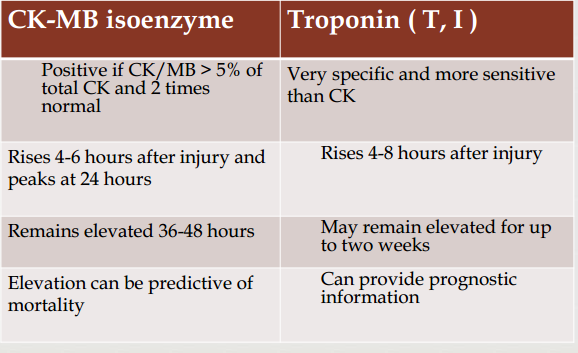 CK-MB isoenzyme
Troponin ( T, I )
Positive if CK/MB > 5% of
total CK and 2 times
normal
Very specific and more sensitive
than CK
Rises 4-6 hours after injury and
peaks at 24 hours
Rises 4-8 hours after injury
Remains elevated 36-48 hours
May remain elevated for up
to two weeks
Elevation can be predictive of
mortality
Can provide prognostic
information